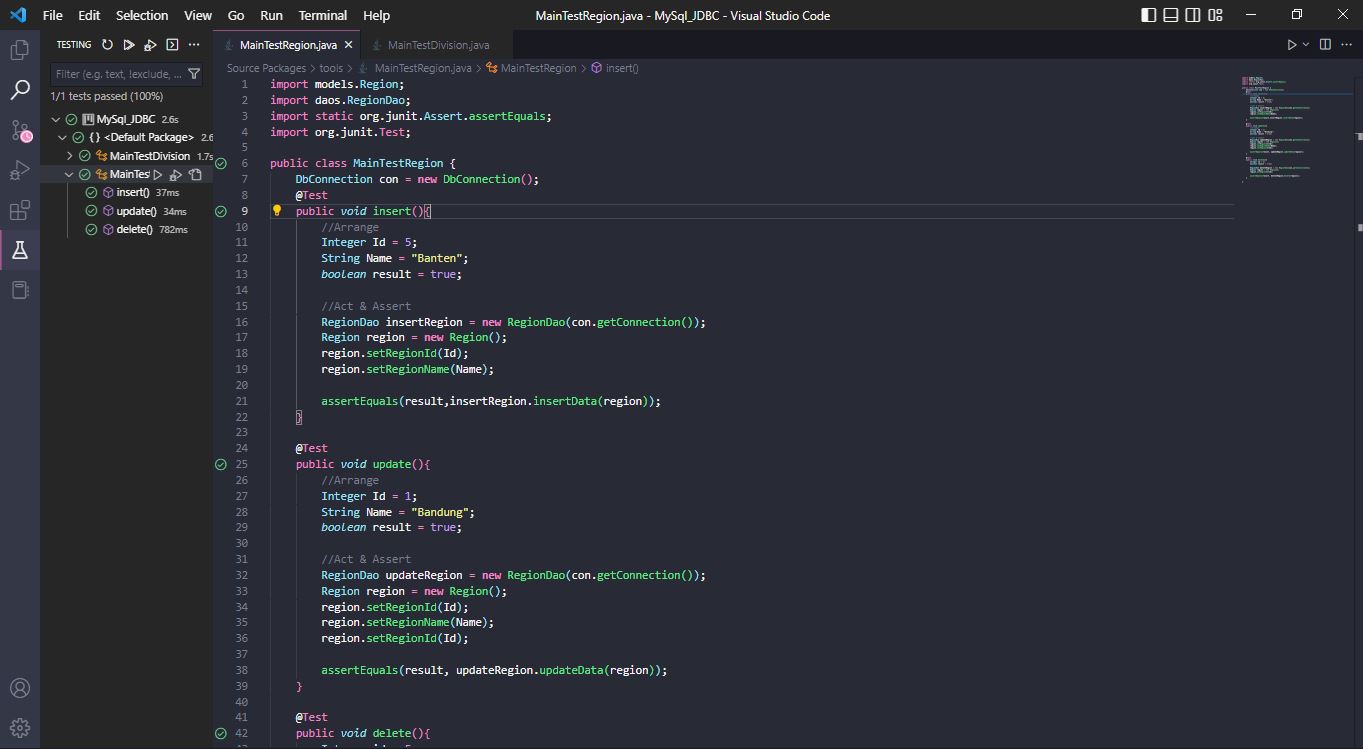 File Edit Selection View Go Run Terminal Help
MainTestRegion.java - MySql_JDBC - Visual Studio Code
TESTING
Filter (e.g. text, !exclude, ...
1/1 tests passed (100%)
MySql_JDBC 2.6s
{} <Default Package> 2.6
MainTestDivision 1.7s
MainTest
insert() 37ms
update() 34ms
delete() 782ms
MainTestRegion.java MainTestDivision.java
Source Packages > tools > MainTestRegion.java > MainTestRegion > insert()
1 import models.Region;
2 import daos.RegionDao;
3 import static org.junit.Assert.assertEquals;
4 import org.junit.Test;
5
6 public class MainTestRegion {
7 DbConnection con = new DbConnection();
8 @Test
9 public void insert(){
10 //Arrange
11 Integer Id = 5;
12 String Name = "Banten";
13 boolean result = true;
14
15 //Act & Assert
16 RegionDao insertRegion = new RegionDao(con.getConnection());
17 Region region = new Region();
18 region.setRegionId(Id);
19 region.setRegionName(Name);
20
21 assertEquals(result,insertRegion.insertData(region));
22 }
23
24 @Test
25 public void update(){
26 //Arrange
27 Integer Id = 1;
28 String Name = "Bandung";
29 boolean result = true;
30
31 //Act & Assert
32 RegionDao updateRegion = new RegionDao(con.getConnection());
33 Region region = new Region();
34 region.setRegionId(Id);
35 region.setRegionName(Name);
36 region.setRegionId(Id);
37
38 assertEquals(result, updateRegion.updateData(region));
39 }
40
41 @Test
42 public void delete(){